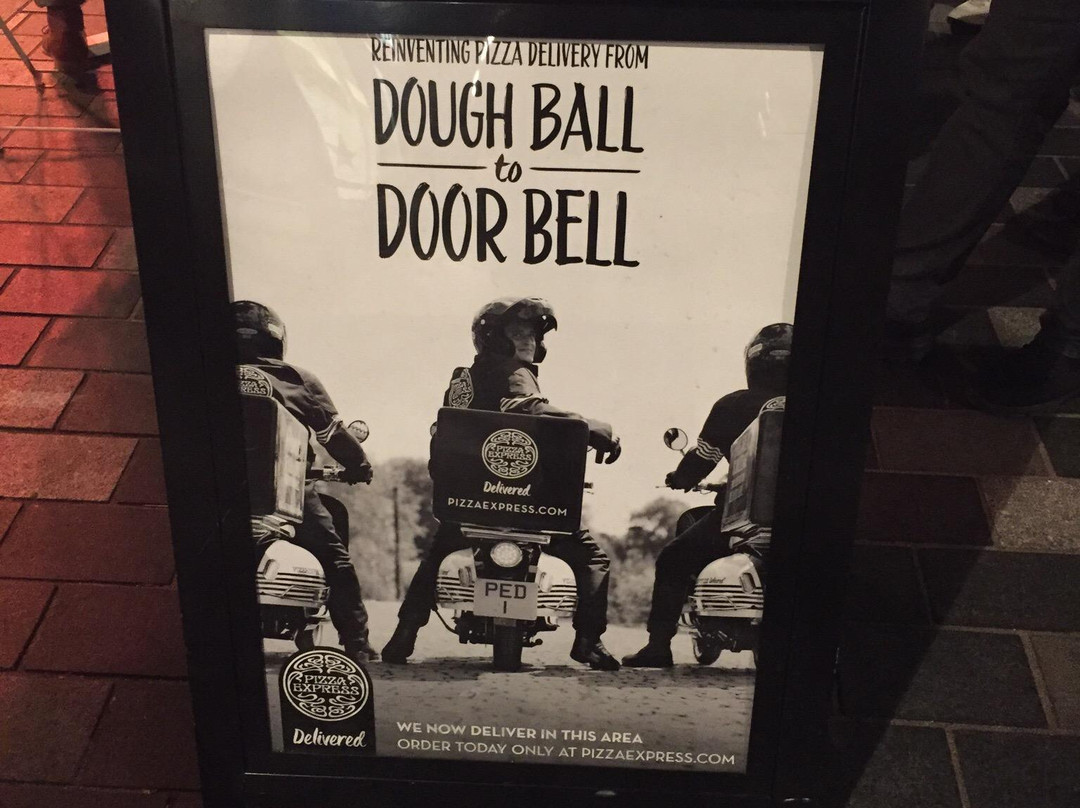 REINVENTING PIZZA DELIVERY FROM
DOUGH BALL
to
DOOR BELL
PIZZA
EXPRESS
Delivered
PIZZAEXPRESS.COM
PED
1
PIZZA
EXPRESS
Delivered
WE NOW DELIVER IN THIS AREA
ORDER TODAY ONLY AT PIZZAEXPRESS.COM